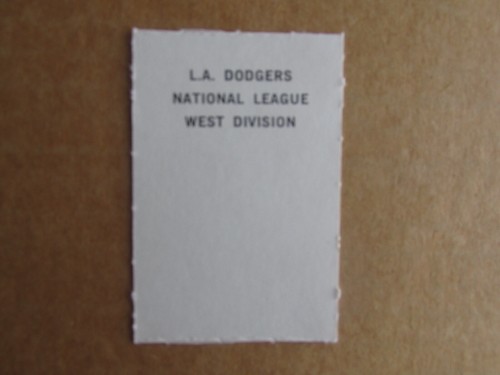 L.A. DODGERS
NATIONAL LEAGUE
WEST DIVISION